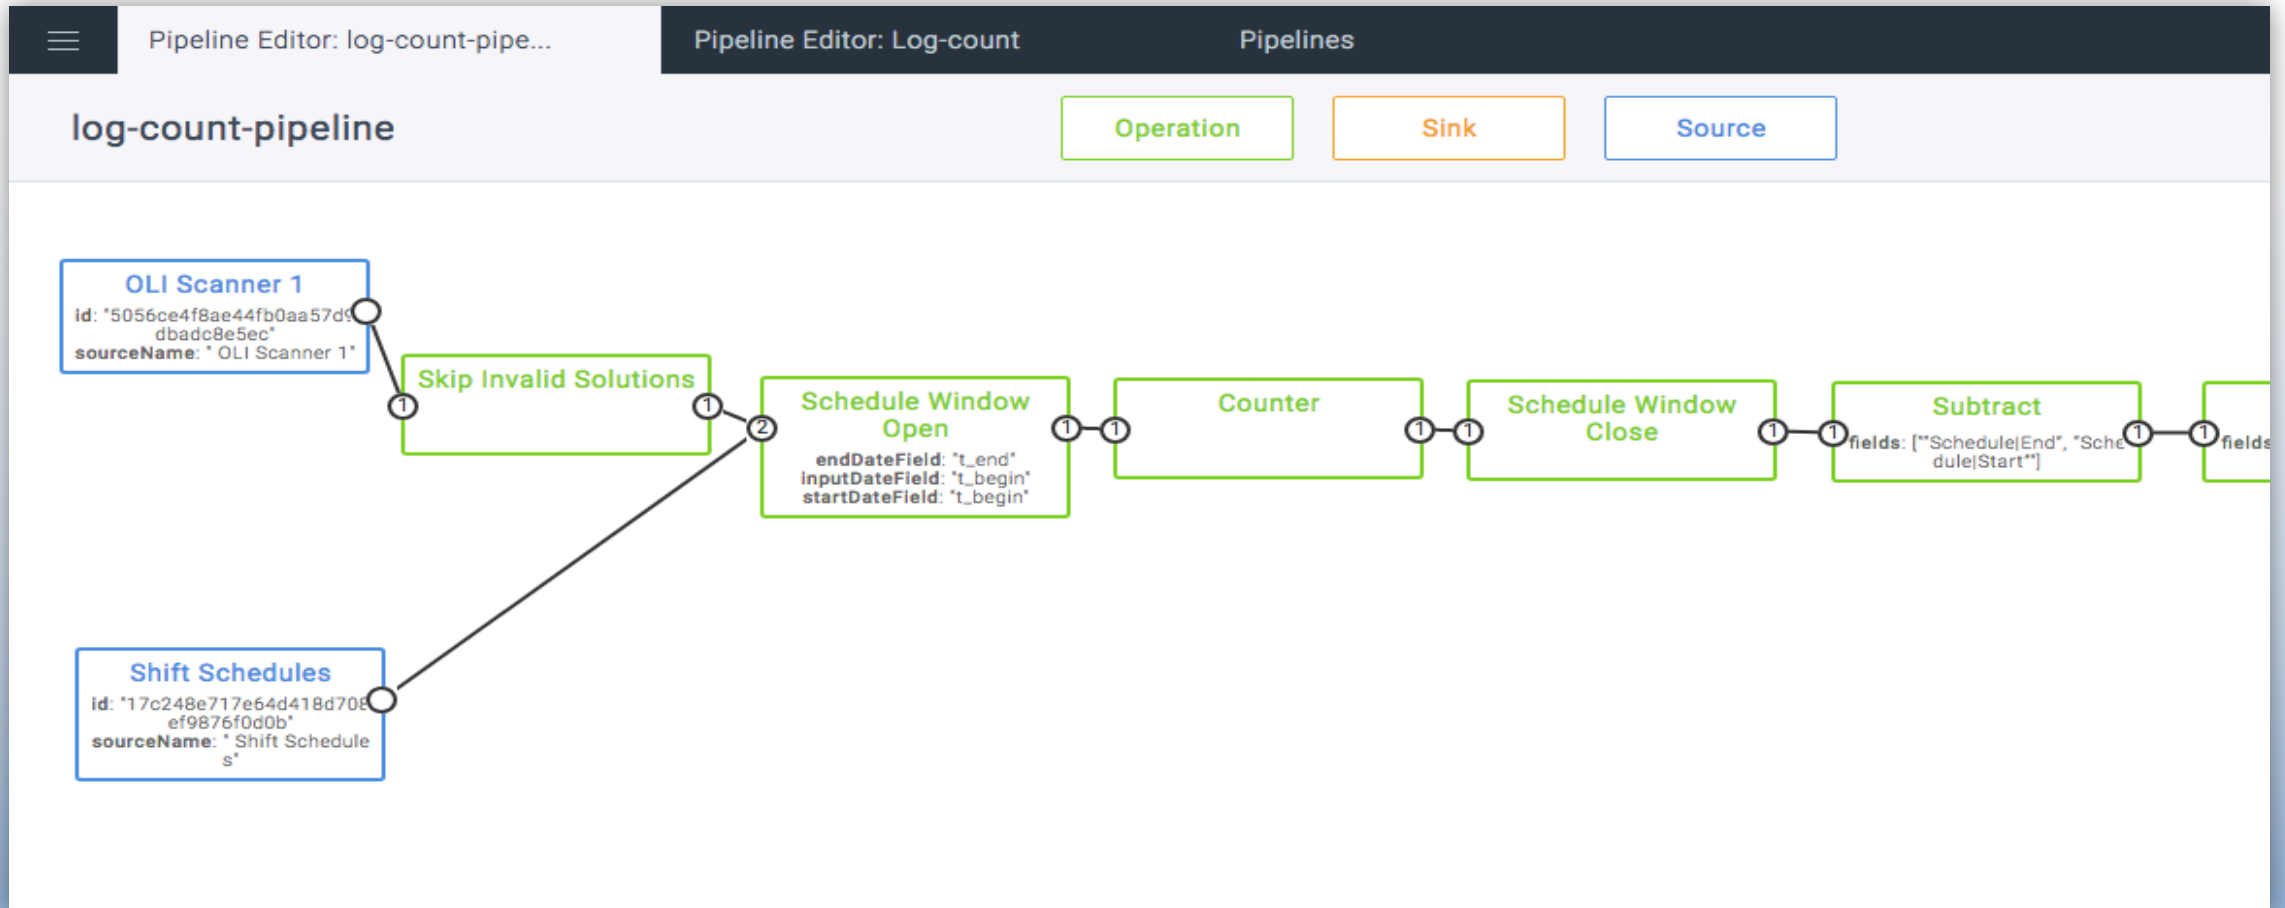 Pipeline Editor: log-count-pipe...
Pipeline Editor: Log-count
Pipelines
log-count-pipeline
Operation
Sink
Source
OLI Scanner 1
id: "5056ce4f8ae44fb0aa57d9
dbadc8e5ec"
sourceName: " OLI Scanner 1"
Skip Invalid Solutions
1
1
Shift Schedules
id: "17c248e717e64d418d708
ef9876f0d0b"
sourceName: " Shift Schedule
s"
2
Schedule Window
Open
endDateField: "t_end"
inputDateField: "t_begin"
startDateField: "t_begin"
1
1
Counter
1
1
Schedule Window
Close
1
1
Subtract
fields: [""Schedule|End", "Sche
dule|Start""]
1
1
fields